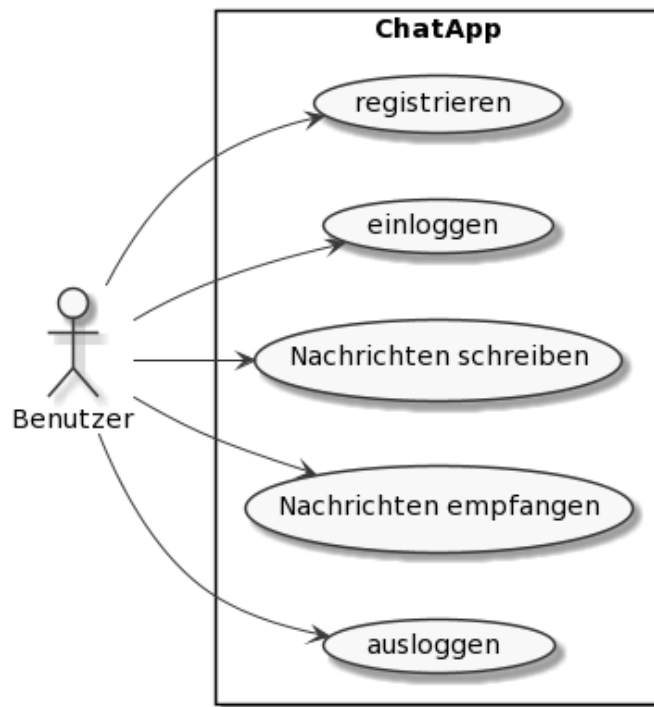 ChatApp
registrieren
einloggen
Nachrichten schreiben
Benutzer
Nachrichten empfangen
ausloggen